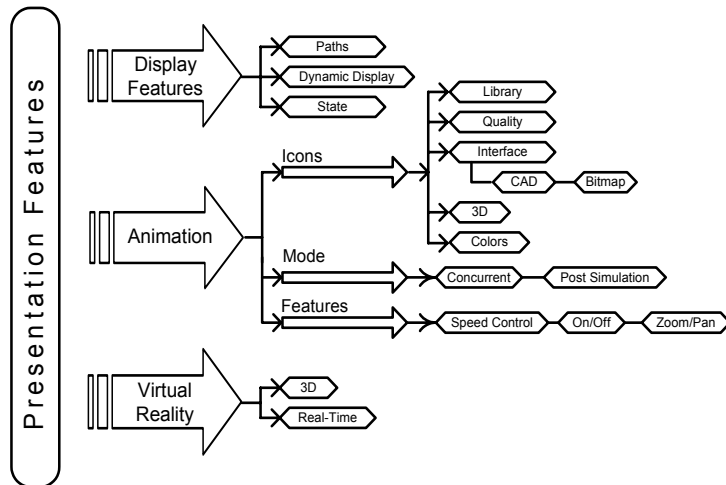 Presentation Features
Display
Features
Paths
Dynamic Display
State
Animation
Icons
Library
Quality
Interface
CAD
Bitmap
3D
Colors
Mode
Concurrent
Post Simulation
Features
Speed Control
On/Off
Zoom/Pan
Virtual
Reality
3D
Real-Time